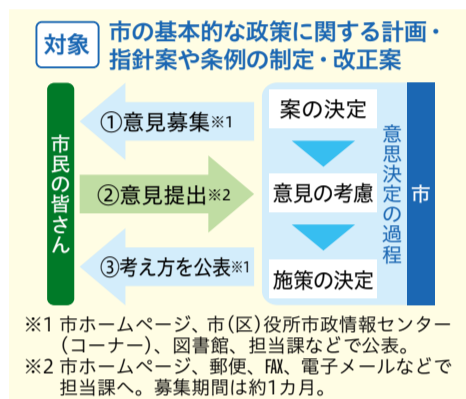 対象
市の基本的な政策に関する計画・
指針案や条例の制定・改正案
市民の皆さん
①意見募集※1
②意見提出※2
③考え方を公表※1
案の決定
意見の考慮
施策の決定
意思決定の過程
市
※1 市ホームページ、市(区)役所市政情報センター
(コーナー)、図書館、担当課などで公表。
※2 市ホームページ、郵便、FAX、電子メールなどで
担当課へ。募集期間は約1カ月。